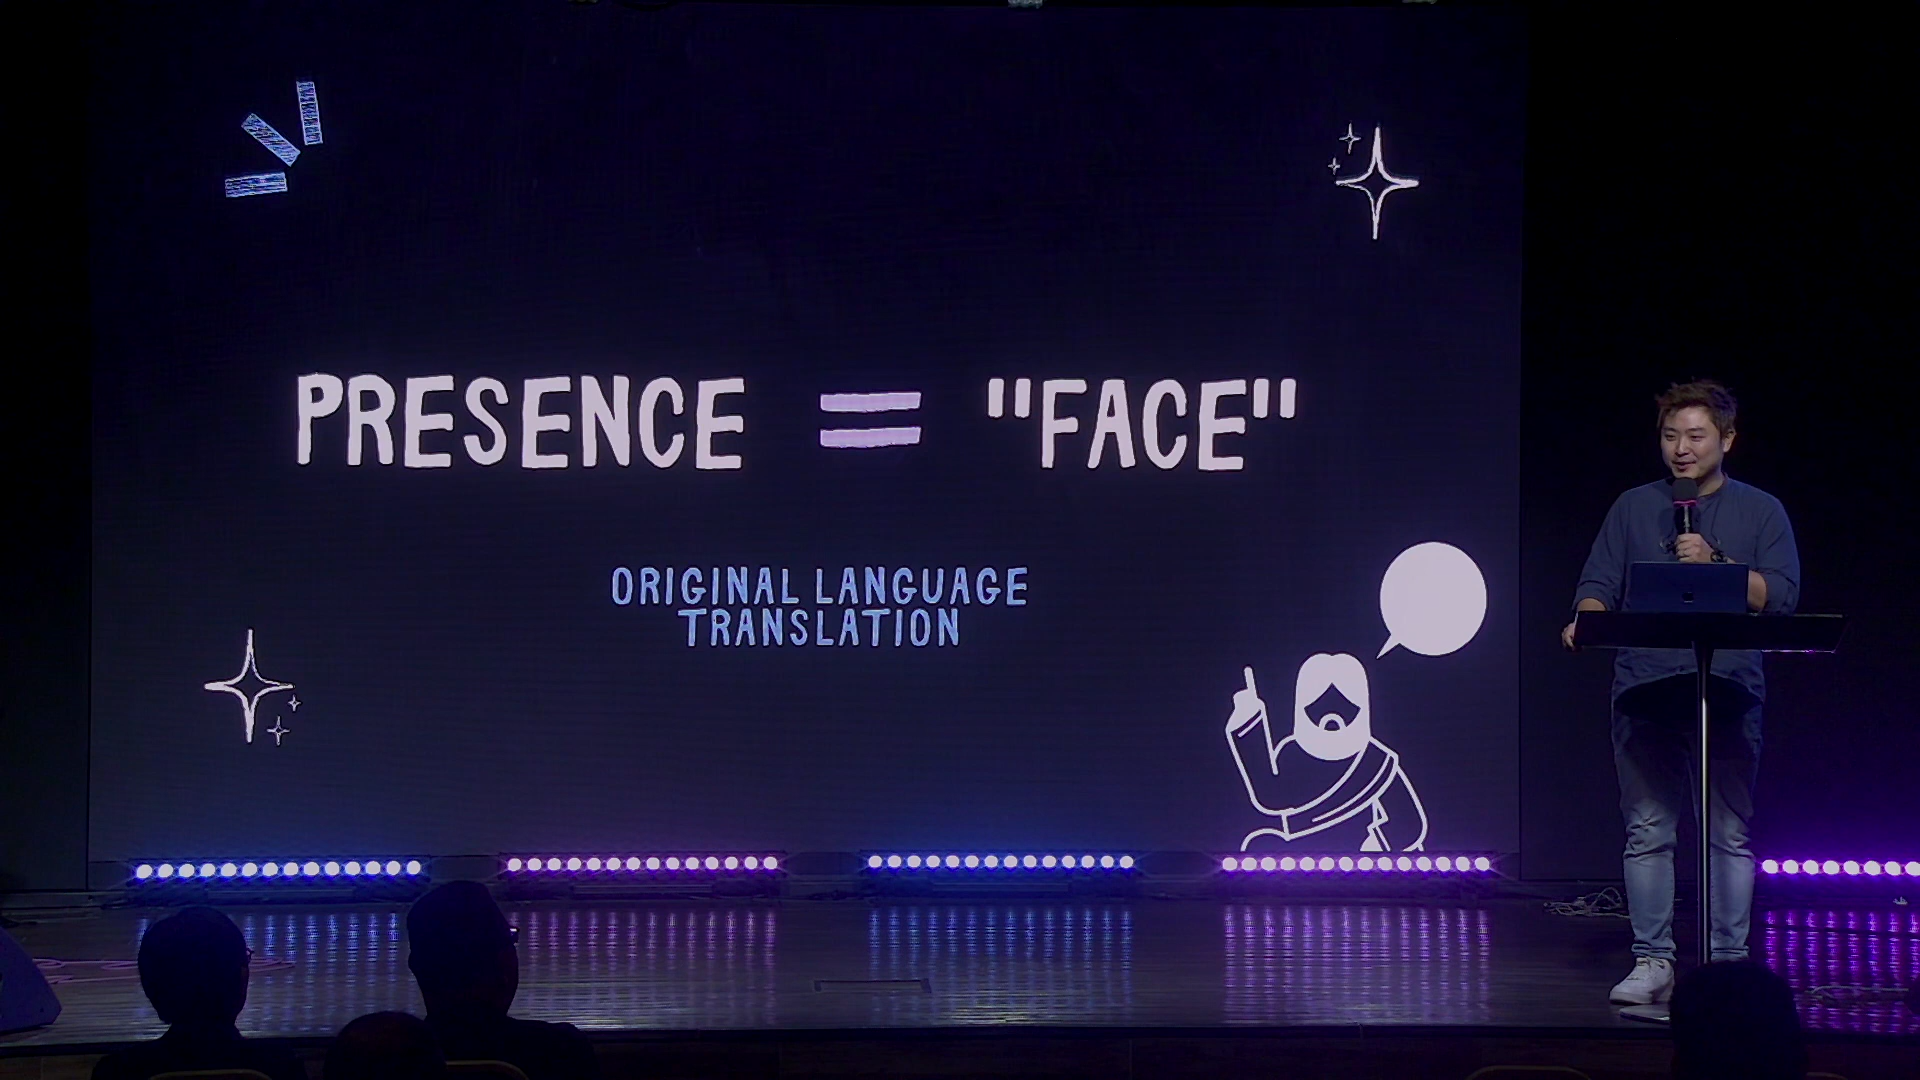 PRESENCE = "FACE"
ORIGINAL LANGUAGE
TRANSLATION